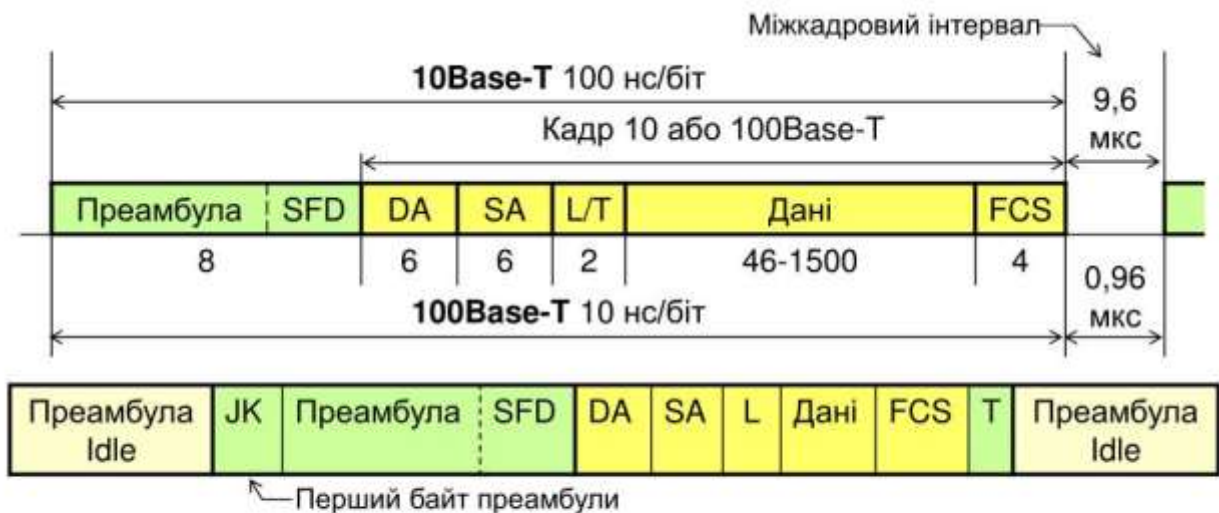 Міжкадровий інтервал
10Base-T 100 нс/біт
9,6
мкс
Кадр 10 або 100Base-T
Преамбула SFD DA SA L/T Дані FCS
8 6 6 2 46-1500 4
0,96
мкс
100Base-T 10 нс/біт
Преамбула
Idle
JK Преамбула SFD DA SA L Дані FCS T
Преамбула
Idle
Перший байт преамбули